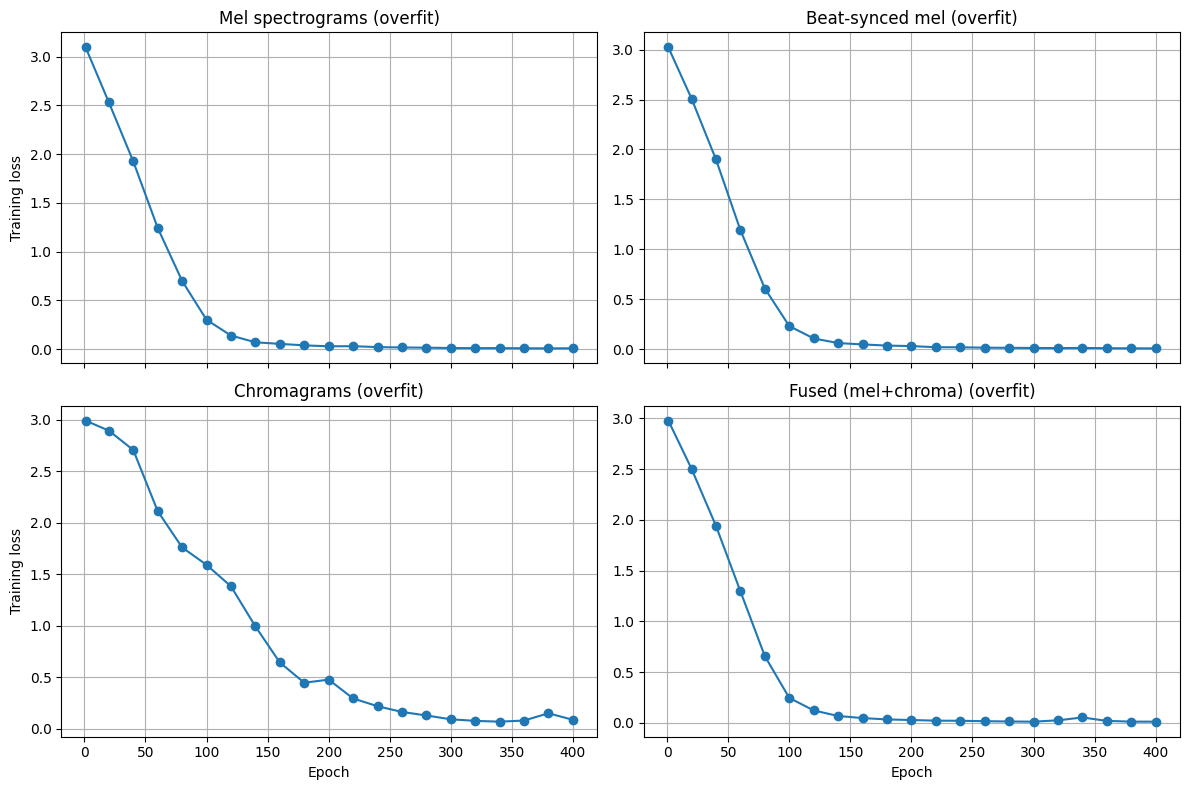 Mel spectrograms (overfit)
Training loss
3.0
2.5
2.0
1.5
1.0
0.5
0.0
Beat-synced mel (overfit)
3.0
2.5
2.0
1.5
1.0
0.5
0.0
Chromagrams (overfit)
Training loss
3.0
2.5
2.0
1.5
1.0
0.5
0.0
0 50 100 150 200 250 300 350 400
Epoch
Fused (mel+chroma) (overfit)
3.0
2.5
2.0
1.5
1.0
0.5
0.0
0 50 100 150 200 250 300 350 400
Epoch